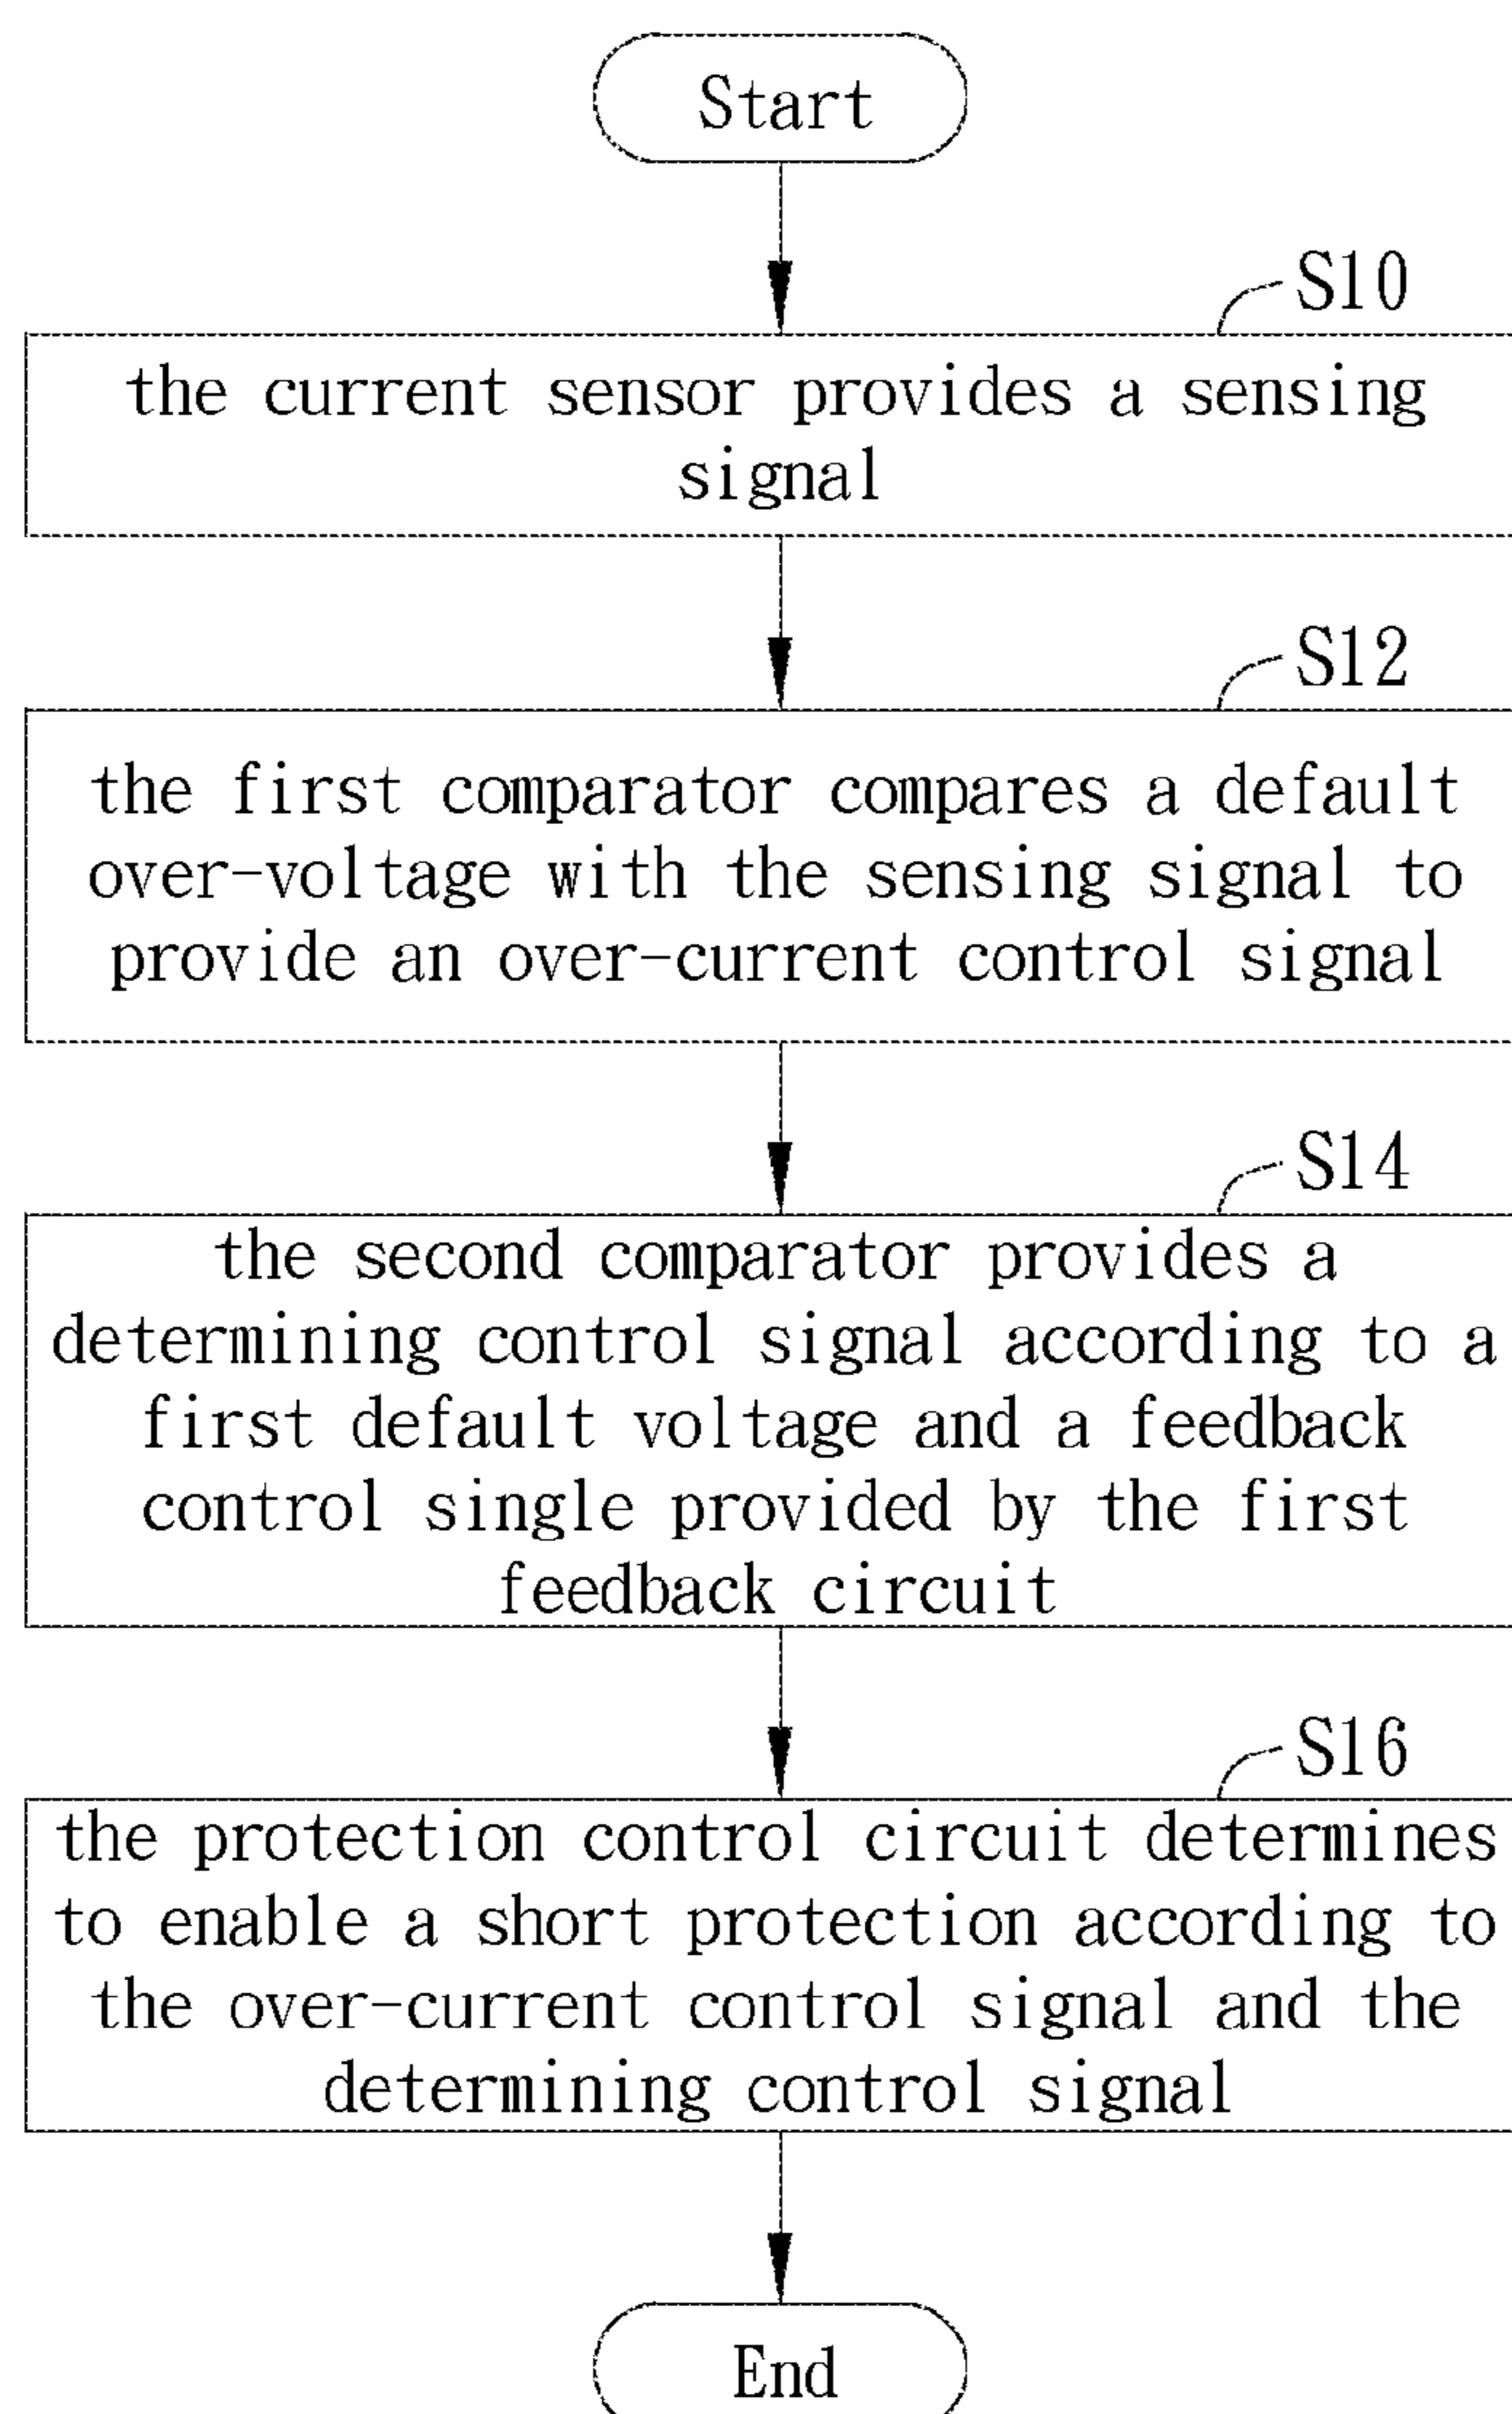 Start
S10
the current sensor provides a sensing
signal
S12
the first comparator compares a default
over-voltage with the sensing signal to
provide an over-current control signal
S14
the second comparator provides a
determining control signal according to a
first default voltage and a feedback
control single provided by the first
feedback circuit
S16
the protection control circuit determines
to enable a short protection according to
the over-current control signal and the
determining control signal
End